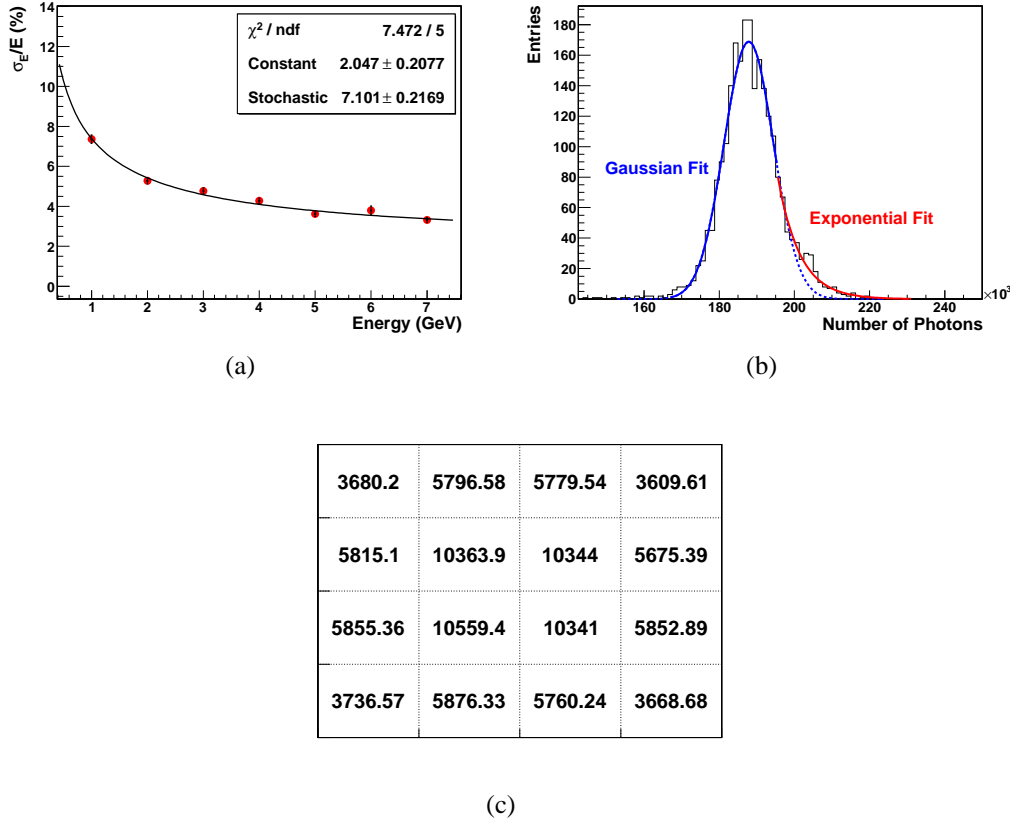 σE/E (%)
14
12
10
8
6
4
2
0
χ2 / ndf 7.472 / 5
Constant 2.047 ± 0.2077
Stochastic 7.101 ± 0.2169
1 2 3 4 5 6 7
Energy (GeV)
(a)
Entries
180
160
140
120
100
80
60
40
20
0
Gaussian Fit
Exponential Fit
160 180 200 220 240 ×10³
Number of Photons
(b)
3680.2 5796.58 5779.54 3609.61
5815.1 10363.9 10344 5675.39
5855.36 10559.4 10341 5852.89
3736.57 5876.33 5760.24 3668.68
(c)